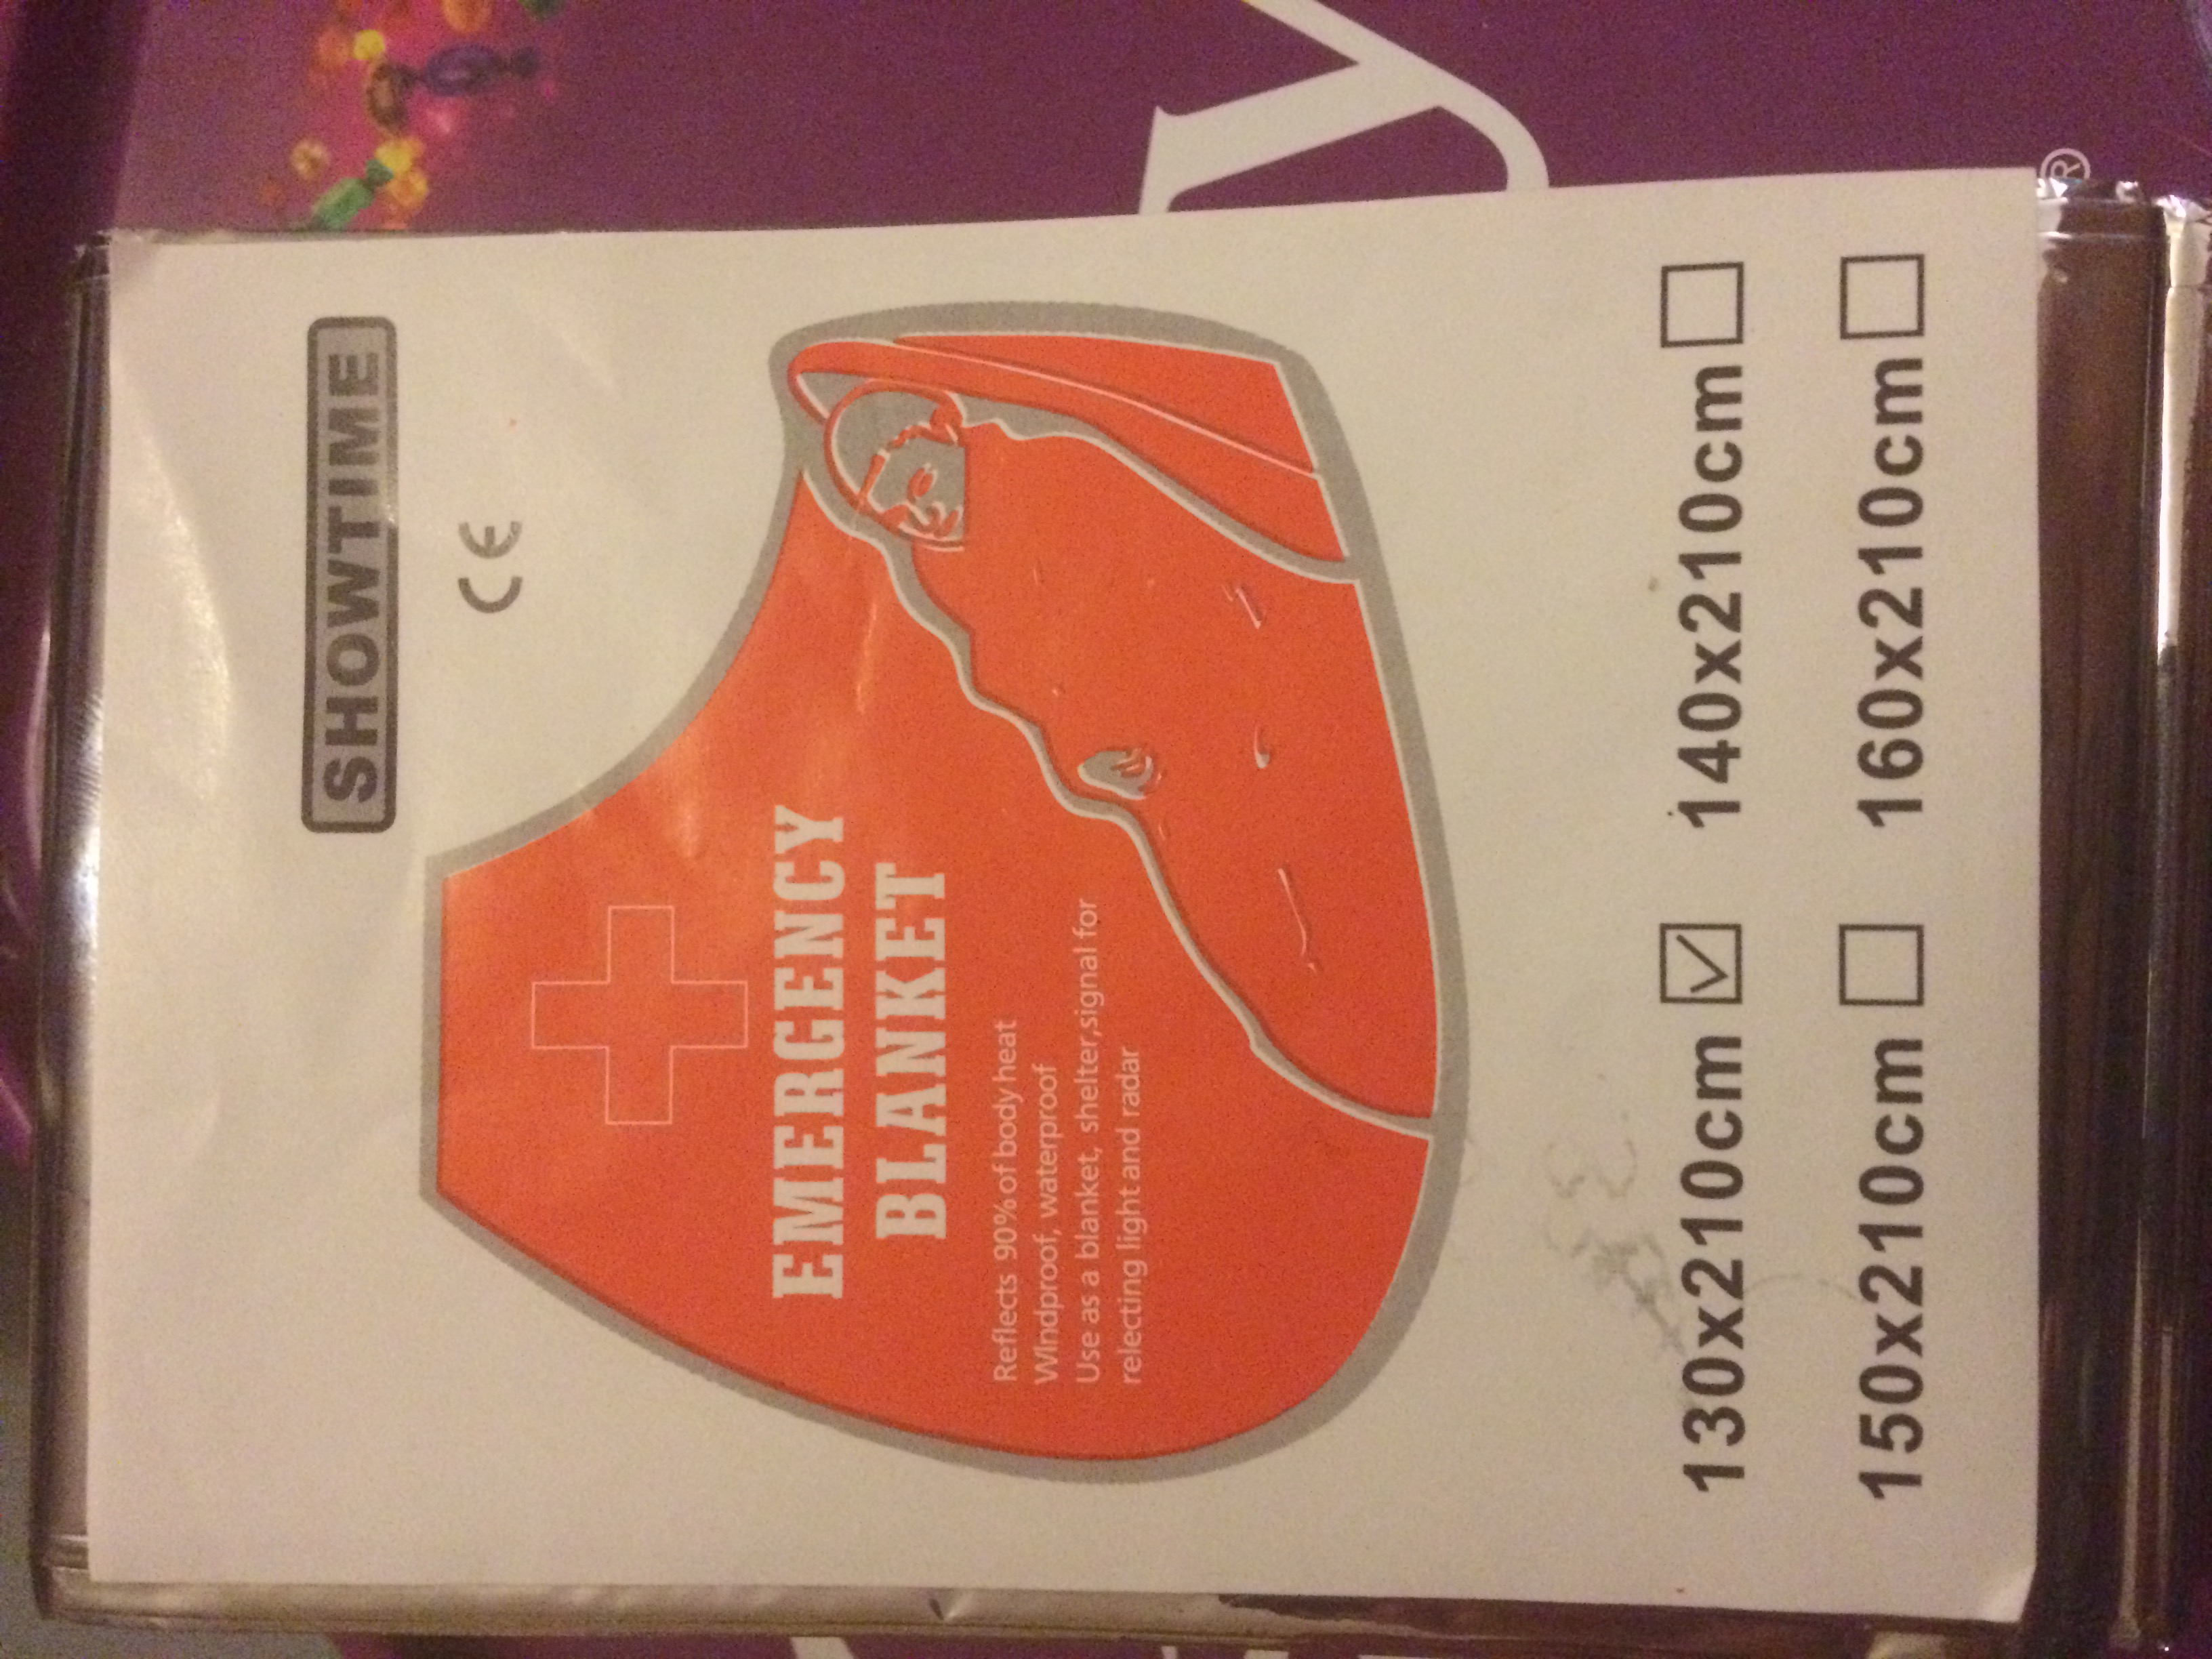 SHOWTIME
CE
EMERGENCY
BLANKET
Reflects 90% of body heat
WIndproof, waterproof
Use as a blanket, shelter,signal for
relecting light and radar
130x210cm 140x210cm
150x210cm 160x210cm
y
®